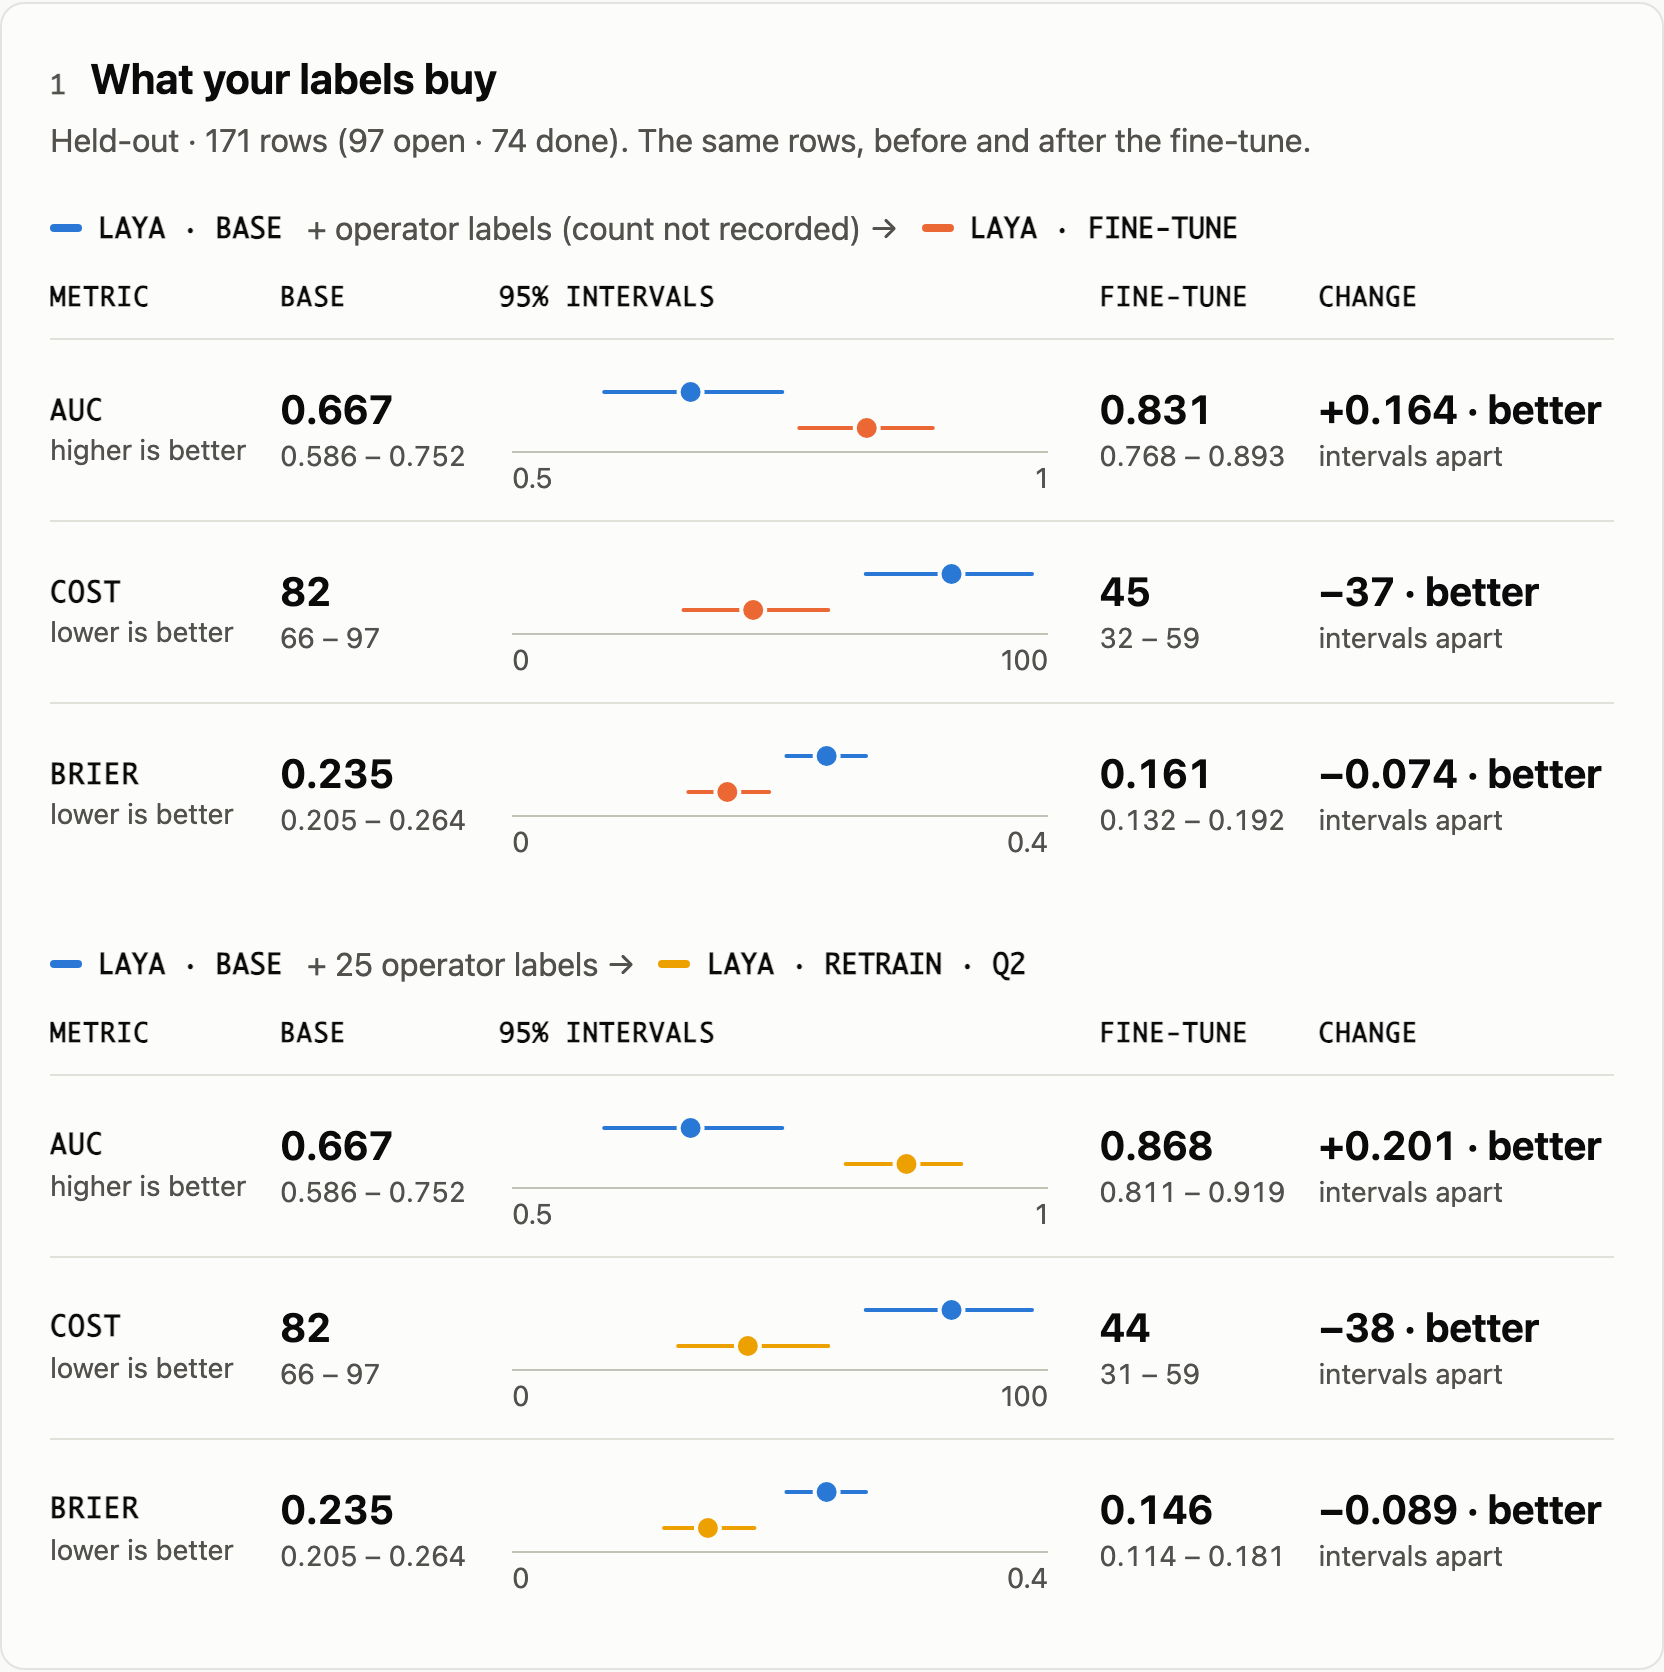 1 What your labels buy
Held-out · 171 rows (97 open · 74 done). The same rows, before and after the fine-tune.
LAYA · BASE + operator labels (count not recorded) → LAYA · FINE-TUNE
METRIC BASE 95% INTERVALS FINE-TUNE CHANGE
AUC 0.667 0.831 +0.164 · better
higher is better 0.586 – 0.752 0.768 – 0.893 intervals apart
0.5 1
COST 82 45 −37 · better
lower is better 66 – 97 32 – 59 intervals apart
0 100
BRIER 0.235 0.161 −0.074 · better
lower is better 0.205 – 0.264 0.132 – 0.192 intervals apart
0 0.4
LAYA · BASE + 25 operator labels → LAYA · RETRAIN · Q2
METRIC BASE 95% INTERVALS FINE-TUNE CHANGE
AUC 0.667 0.868 +0.201 · better
higher is better 0.586 – 0.752 0.811 – 0.919 intervals apart
0.5 1
COST 82 44 −38 · better
lower is better 66 – 97 31 – 59 intervals apart
0 100
BRIER 0.235 0.146 −0.089 · better
lower is better 0.205 – 0.264 0.114 – 0.181 intervals apart
0 0.4